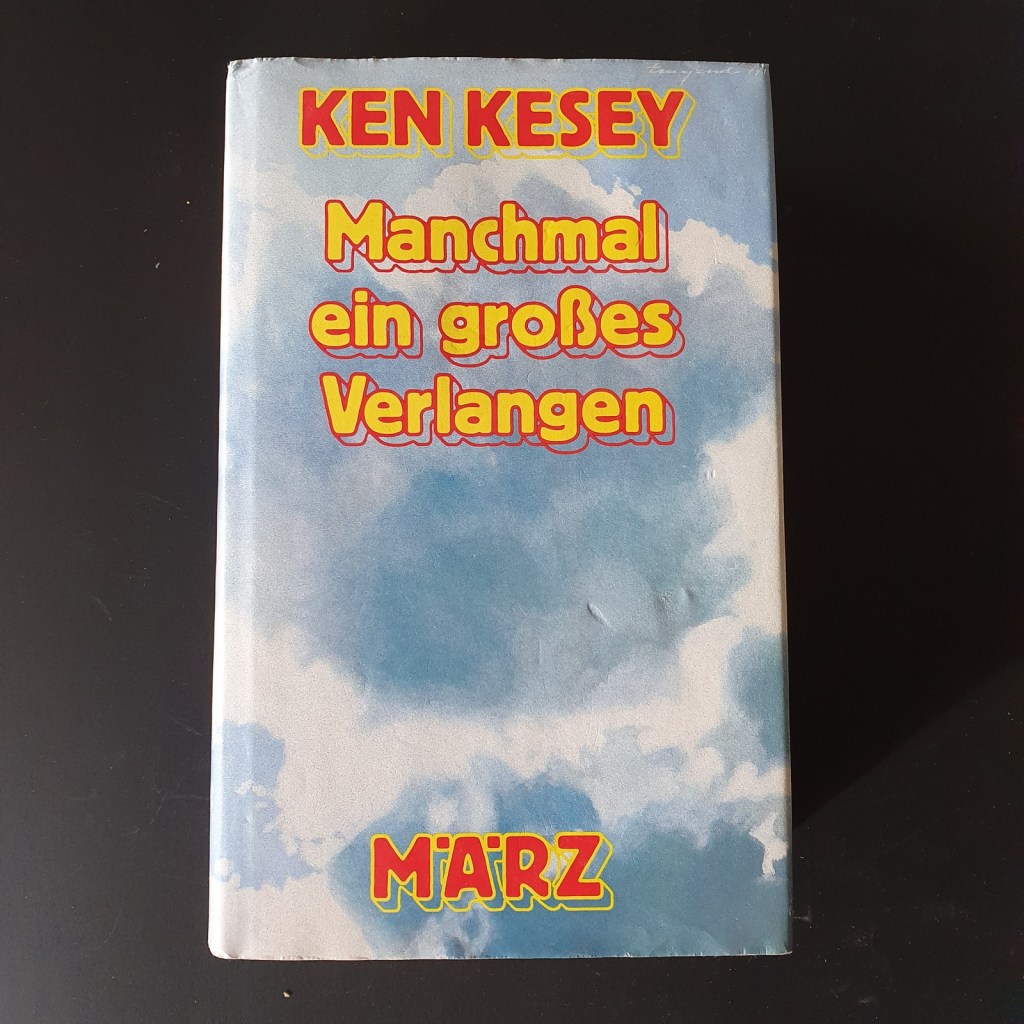 KEN KESEY
Manchmal
ein großes
Verlangen
MÄRZ